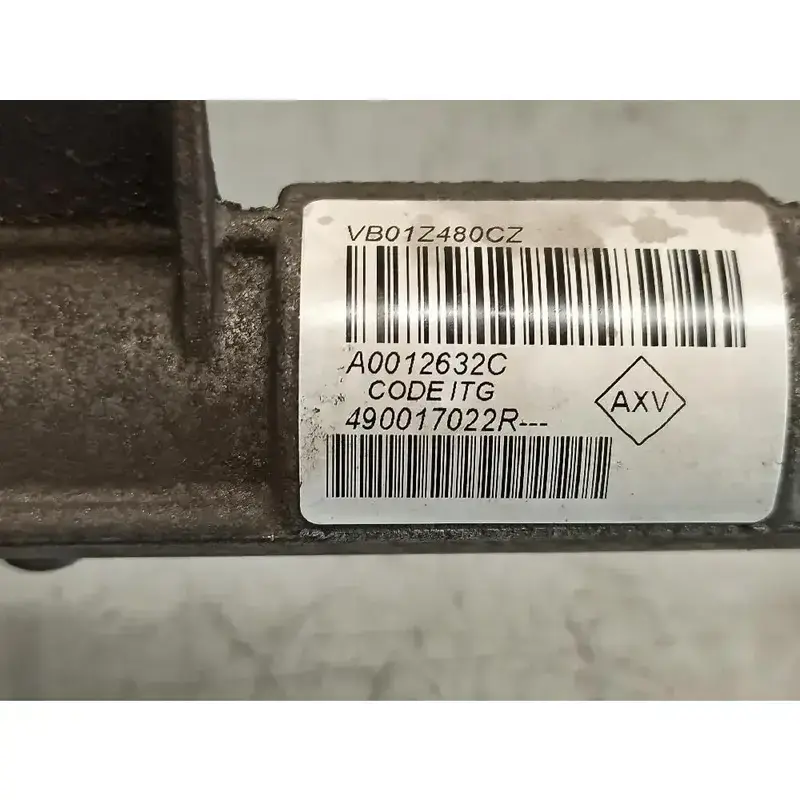 VB01Z480CZ
A0012632C
CODE ITG
490017022R---
AXV